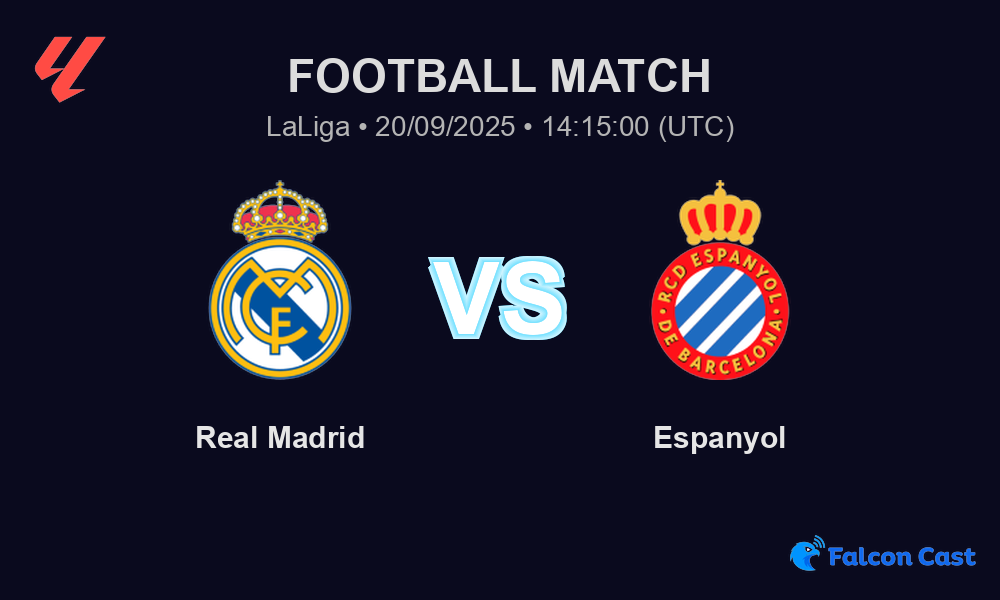 FOOTBALL MATCH
LaLiga • 20/09/2025 • 14:15:00 (UTC)
VS
RCD ESPANYOL
DE BARCELONA
Real Madrid
Espanyol
Falcon Cast